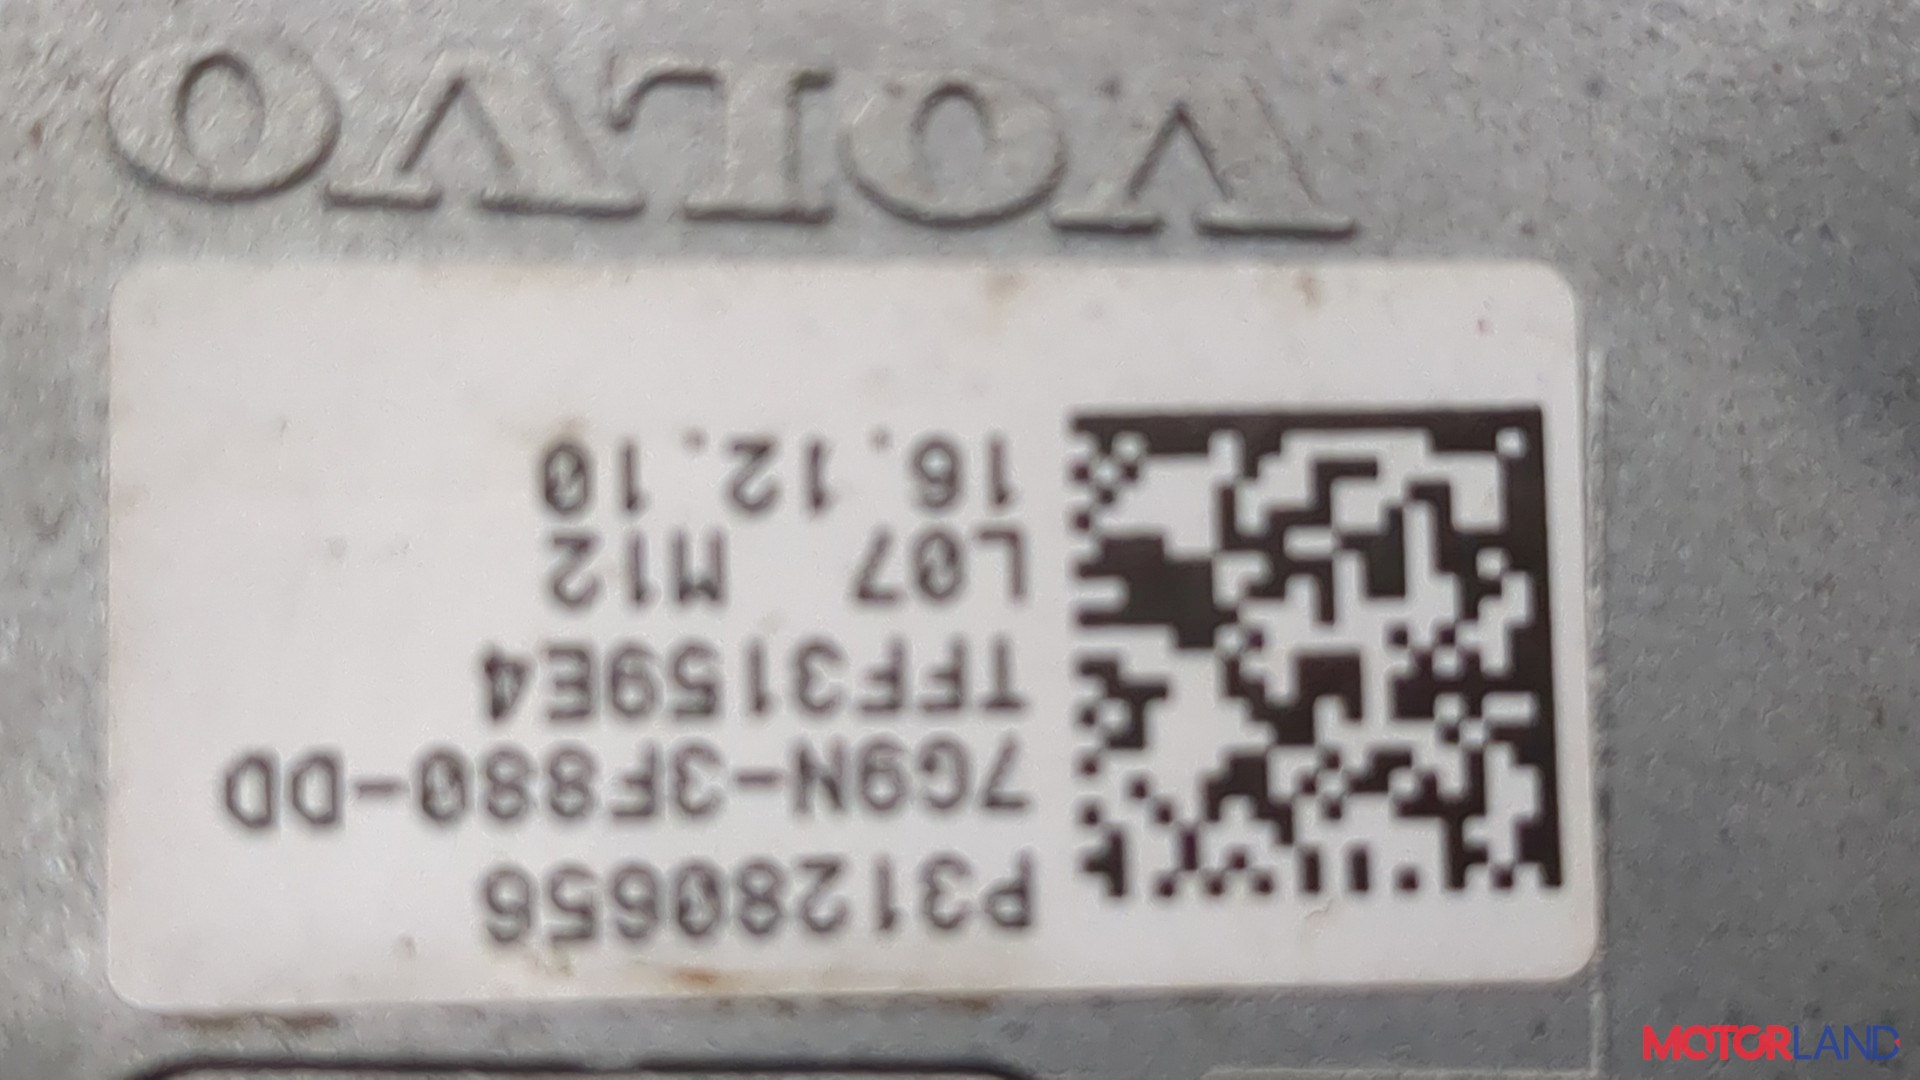 P31280656
7G9N-3F880-DD
TFF3159E4
L07 M12
16.12.10
VOLVO
MOTORLAND